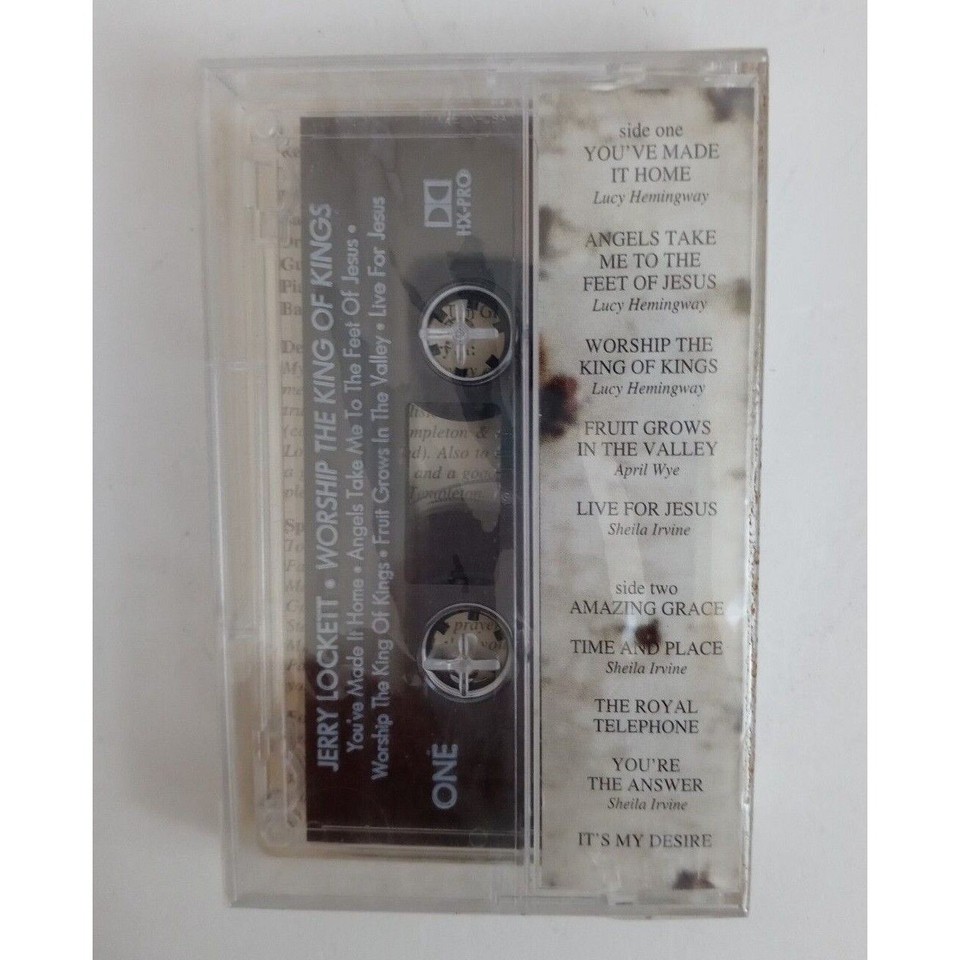 JERRY LOCKETT • WORSHIP THE KING OF KINGS
You've Made It Home • Angels Take Me To The Feet Of Jesus •
Worship The King Of Kings • Fruit Grows In The Valley • Live For Jesus
ONE
HX-PRO
side one
YOU'VE MADE
IT HOME
Lucy Hemingway
ANGELS TAKE
ME TO THE
FEET OF JESUS
Lucy Hemingway
WORSHIP THE
KING OF KINGS
Lucy Hemingway
FRUIT GROWS
IN THE VALLEY
April Wye
LIVE FOR JESUS
Sheila Irvine
side two
AMAZING GRACE
TIME AND PLACE
Sheila Irvine
THE ROYAL
TELEPHONE
YOU'RE
THE ANSWER
Sheila Irvine
IT'S MY DESIRE